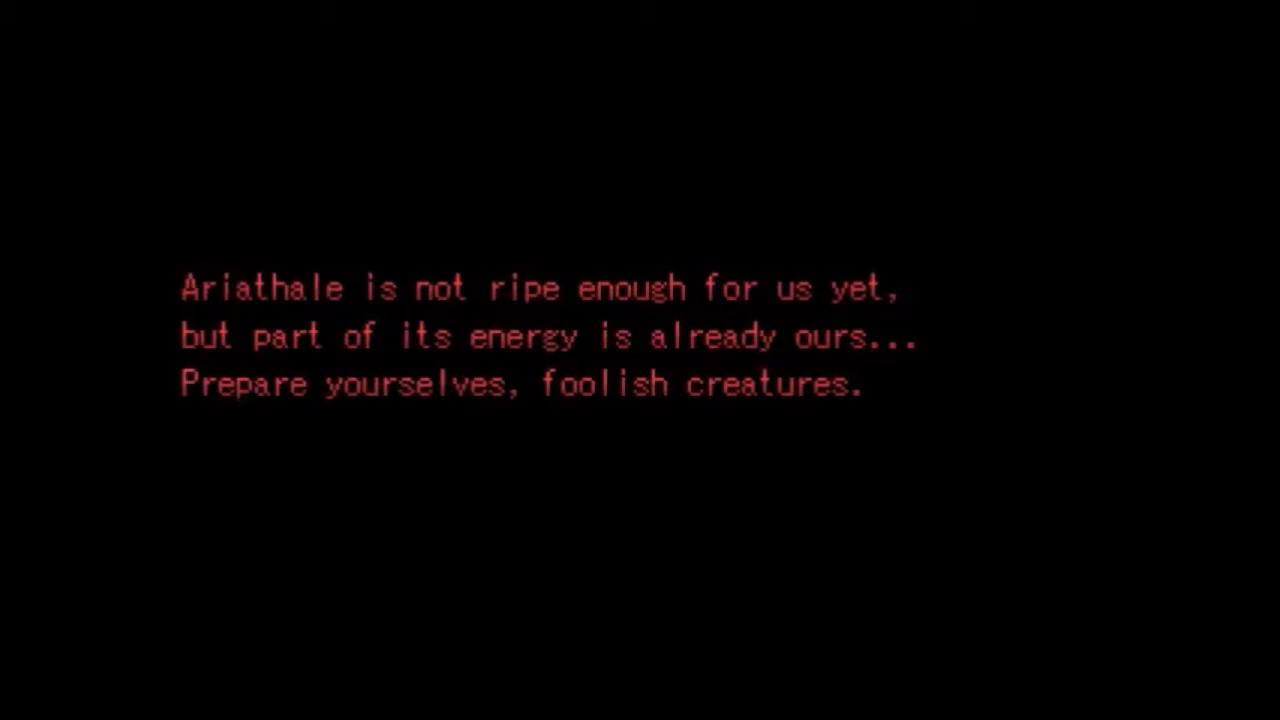 Ariathale is not ripe enough for us yet,
but part of its energy is already ours...
Prepare yourselves, foolish creatures.